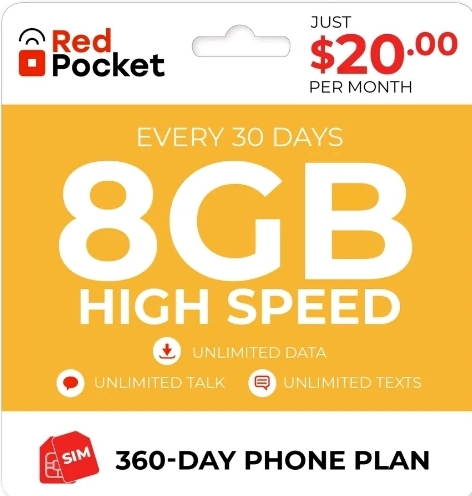 Red
Pocket
JUST
$20.00
PER MONTH
EVERY 30 DAYS
8GB
HIGH SPEED
UNLIMITED DATA
UNLIMITED TALK
UNLIMITED TEXTS
SIM
360-DAY PHONE PLAN